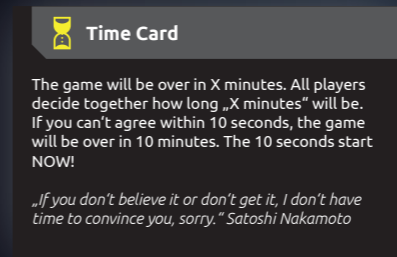 Time Card
The game will be over in X minutes. All players
decide together how long „X minutes“ will be.
If you can't agree within 10 seconds, the game
will be over in 10 minutes. The 10 seconds start
NOW!
„If you don't believe it or don't get it, I don't have
time to convince you, sorry.“ Satoshi Nakamoto